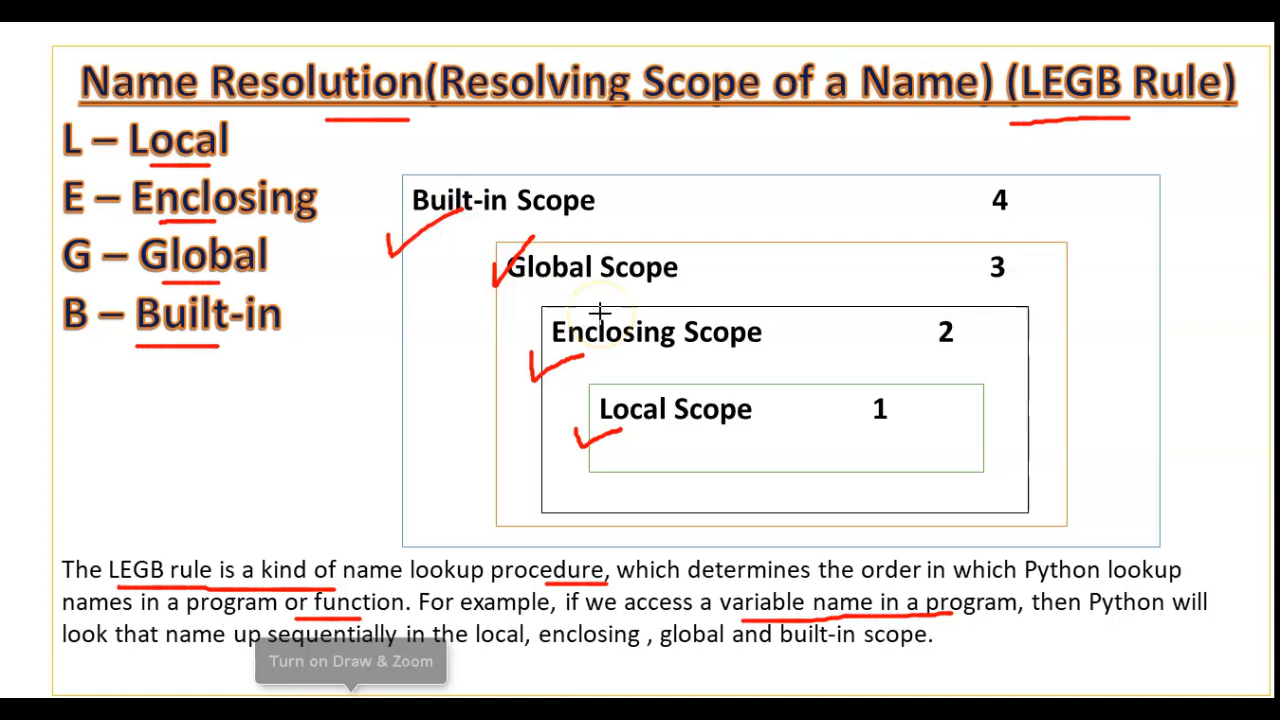 Name Resolution(Resolving Scope of a Name) (LEGB Rule)
L – Local
E – Enclosing
G – Global
B – Built-in
Built-in Scope 4
Global Scope 3
Enclosing Scope 2
Local Scope 1
The LEGB rule is a kind of name lookup procedure, which determines the order in which Python lookup
names in a program or function. For example, if we access a variable name in a program, then Python will
look that name up sequentially in the local, enclosing , global and built-in scope.
Turn on Draw & Zoom